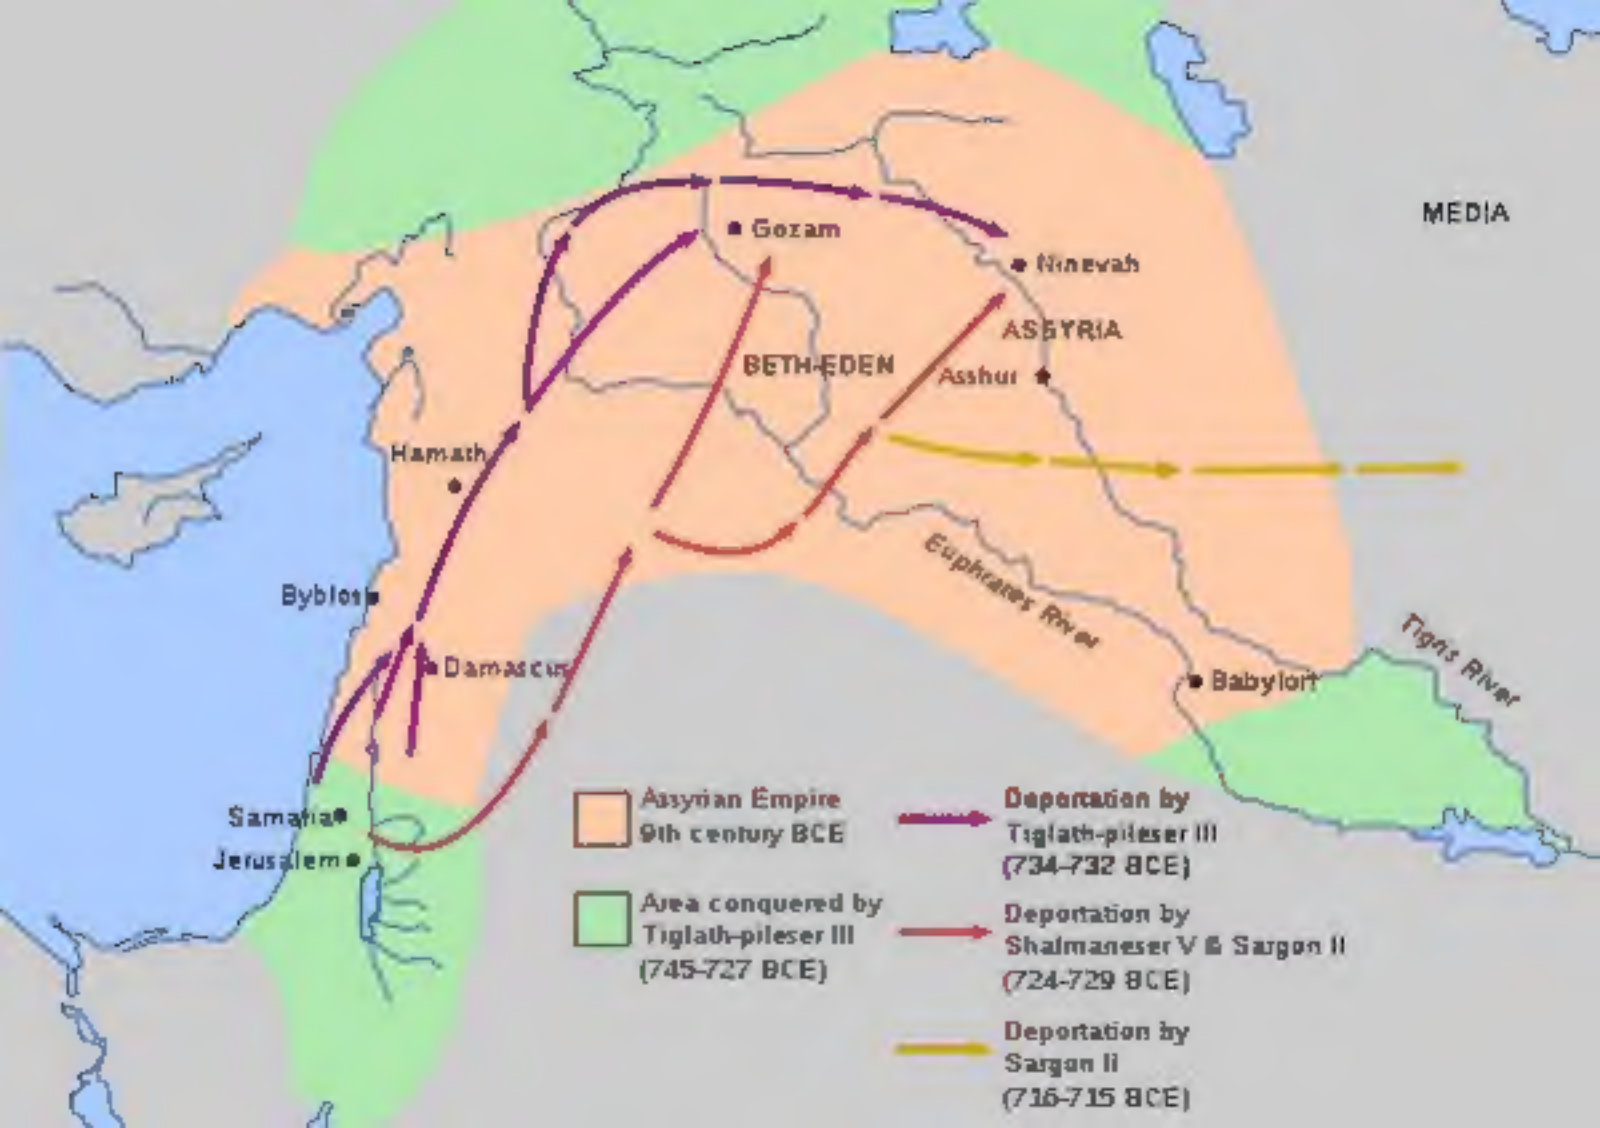 MEDIA
Gozam
Ninevah
ASSYRIA
BETH-EDEN
Asshur
Hamath
Euphrates River
Byblos
Tigris River
Damascus
Babylon
Samaria
Jerusalem
Assyrian Empire
9th century BCE
Area conquered by
Tiglath-pileser III
(745-727 BCE)
Deportation by
Tiglath-pileser III
(734-732 BCE)
Deportation by
Shalmaneser V & Sargon II
(724-729 BCE)
Deportation by
Sargon II
(716-715 BCE)